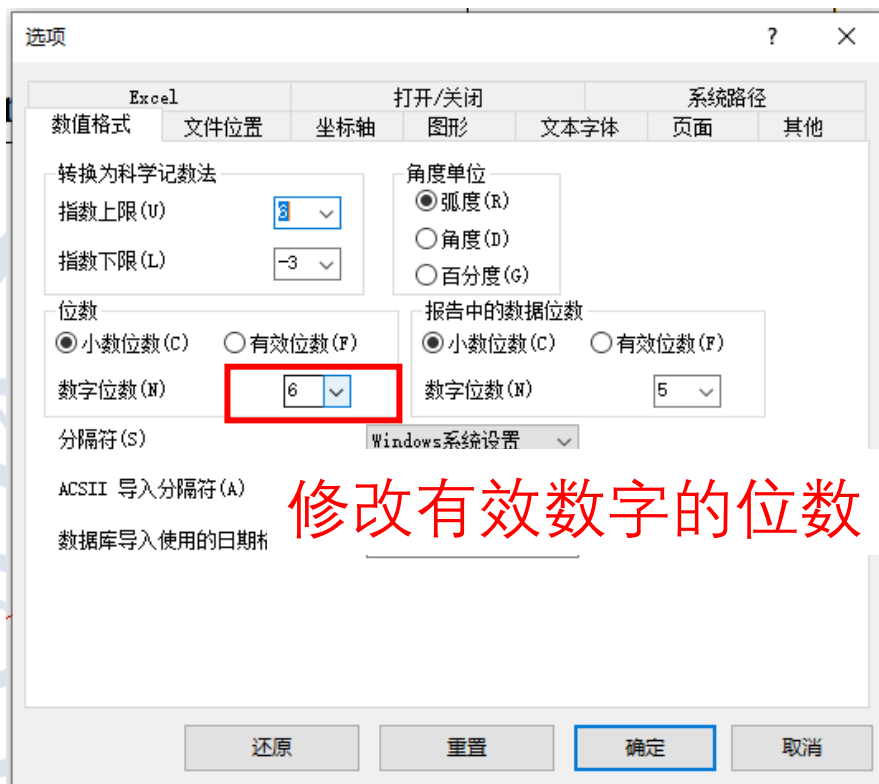 选项
?
Excel 打开/关闭 系统路径
数值格式 文件位置 坐标轴 图形 文本字体 页面 其他
转换为科学记数法
指数上限(U) 6
指数下限(L) -3
角度单位
弧度(R)
角度(D)
百分度(G)
位数
小数位数(C) 有效位数(F)
数字位数(N) 6
报告中的数据位数
小数位数(C) 有效位数(F)
数字位数(N) 5
分隔符(S) Windows系统设置
ACSII 导入分隔符(A)
修改有效数字的位数
数据库导入使用的日期
还原 重置 确定 取消